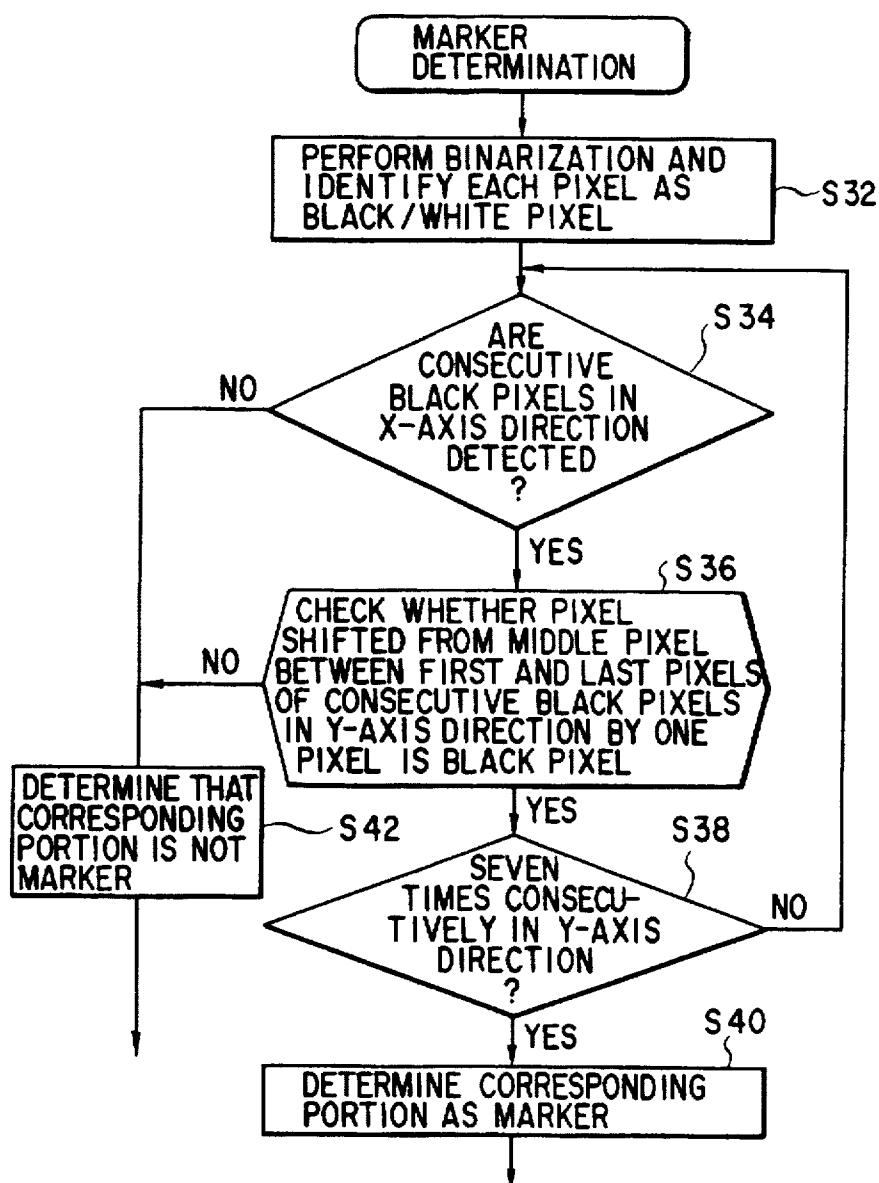 MARKER
DETERMINATION
PERFORM BINARIZATION AND
IDENTIFY EACH PIXEL AS
BLACK/WHITE PIXEL
S32
S34
ARE
CONSECUTIVE
BLACK PIXELS IN
X-AXIS DIRECTION
DETECTED
?
NO
YES
S36
CHECK WHETHER PIXEL
SHIFTED FROM MIDDLE PIXEL
BETWEEN FIRST AND LAST PIXELS
OF CONSECUTIVE BLACK PIXELS
IN Y-AXIS DIRECTION BY ONE
PIXEL IS BLACK PIXEL
NO
YES
DETERMINE THAT
CORRESPONDING
PORTION IS NOT
MARKER
S42
S38
SEVEN
TIMES CONSECU-
TIVELY IN Y-AXIS
DIRECTION
?
NO
YES
S40
DETERMINE CORRESPONDING
PORTION AS MARKER